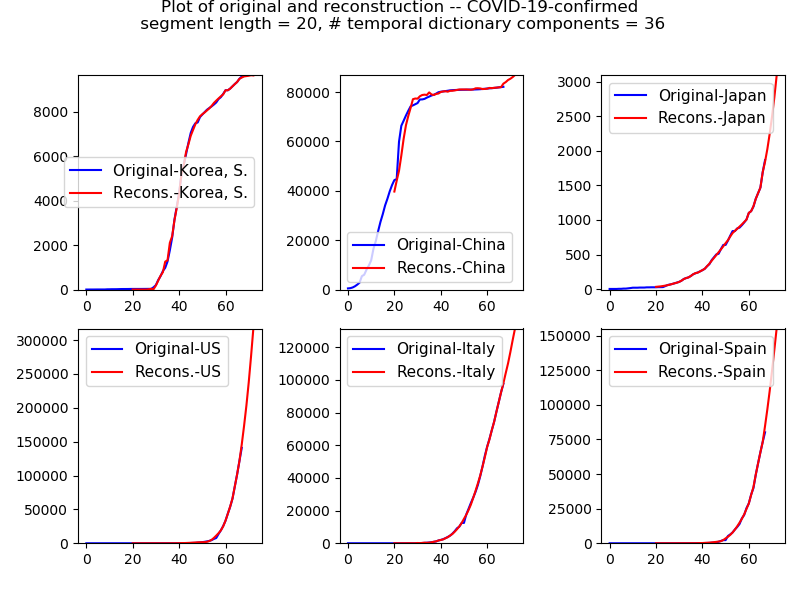 Plot of original and reconstruction -- COVID-19-confirmed
segment length = 20, # temporal dictionary components = 36
8000
6000
4000
2000
0
Original-Korea, S.
Recons.-Korea, S.
0 20 40 60
80000
60000
40000
20000
0
Original-China
Recons.-China
0 20 40 60
3000
2500
2000
1500
1000
500
0
Original-Japan
Recons.-Japan
0 20 40 60
300000
250000
200000
150000
100000
50000
0
Original-US
Recons.-US
0 20 40 60
120000
100000
80000
60000
40000
20000
0
Original-Italy
Recons.-Italy
0 20 40 60
150000
125000
100000
75000
50000
25000
0
Original-Spain
Recons.-Spain
0 20 40 60